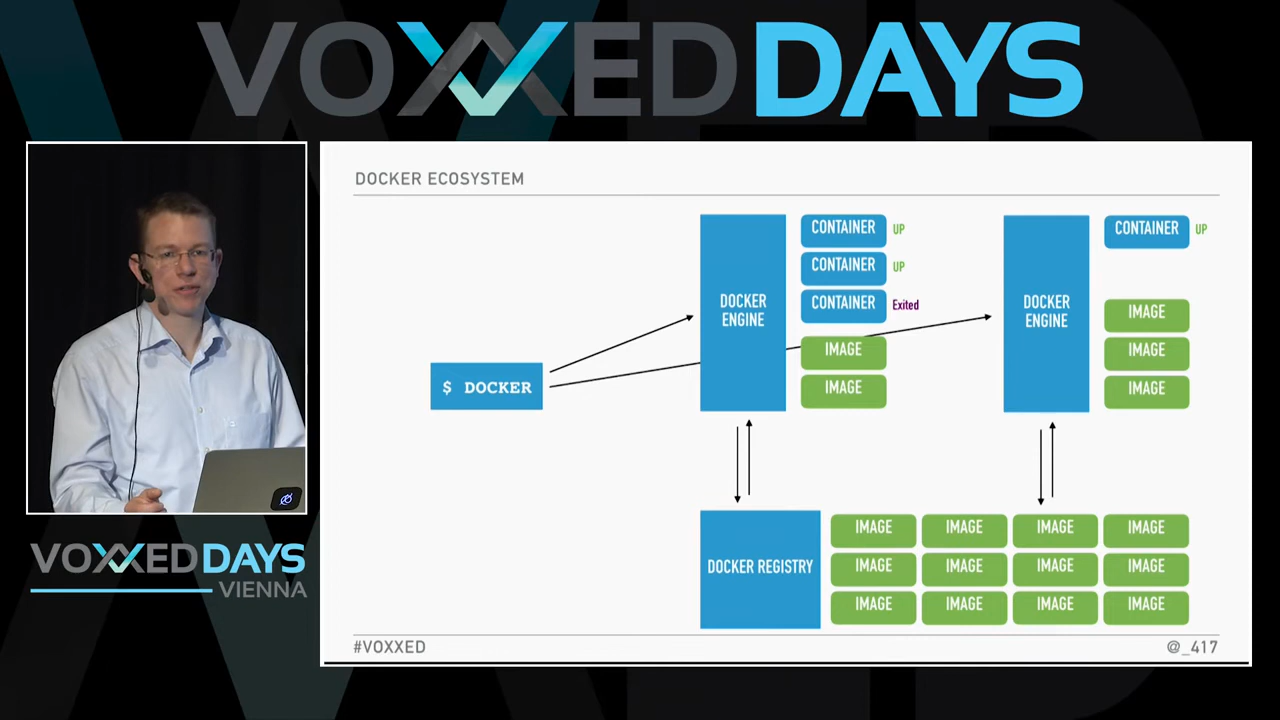 VOXXED DAYS
DOCKER ECOSYSTEM
CONTAINER UP
CONTAINER UP
CONTAINER Exited
IMAGE
IMAGE
DOCKER
ENGINE
CONTAINER UP
IMAGE
IMAGE
IMAGE
DOCKER
ENGINE
$ DOCKER
DOCKER REGISTRY
IMAGE IMAGE IMAGE IMAGE
IMAGE IMAGE IMAGE IMAGE
IMAGE IMAGE IMAGE IMAGE
#VOXXED
@_417
VOXXED DAYS
VIENNA